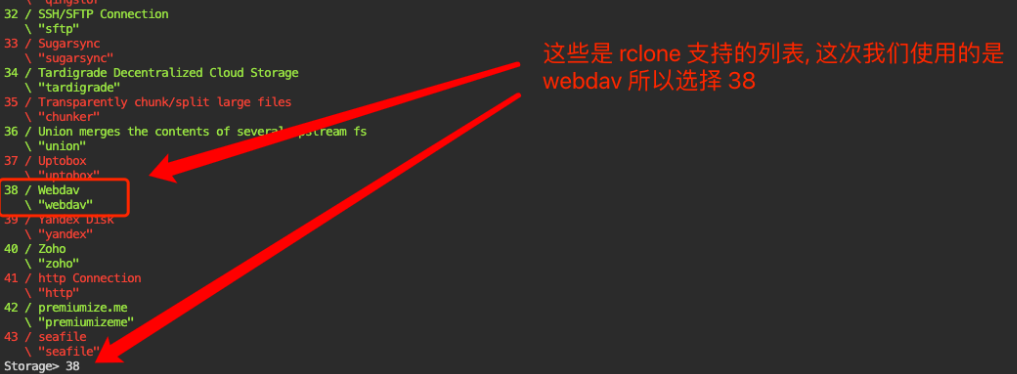 \ "qingstor"
32 / SSH/SFTP Connection
\ "sftp"
33 / Sugarsync
\ "sugarsync"
34 / Tardigrade Decentralized Cloud Storage
\ "tardigrade"
35 / Transparently chunk/split large files
\ "chunker"
36 / Union merges the contents of several upstream fs
\ "union"
37 / Uptobox
\ "uptobox"
38 / Webdav
\ "webdav"
39 / Yandex Disk
\ "yandex"
40 / Zoho
\ "zoho"
41 / http Connection
\ "http"
42 / premiumize.me
\ "premiumizeme"
43 / seafile
\ "seafile"
Storage> 38
这些是 rclone 支持的列表, 这次我们使用的是
webdav 所以选择 38